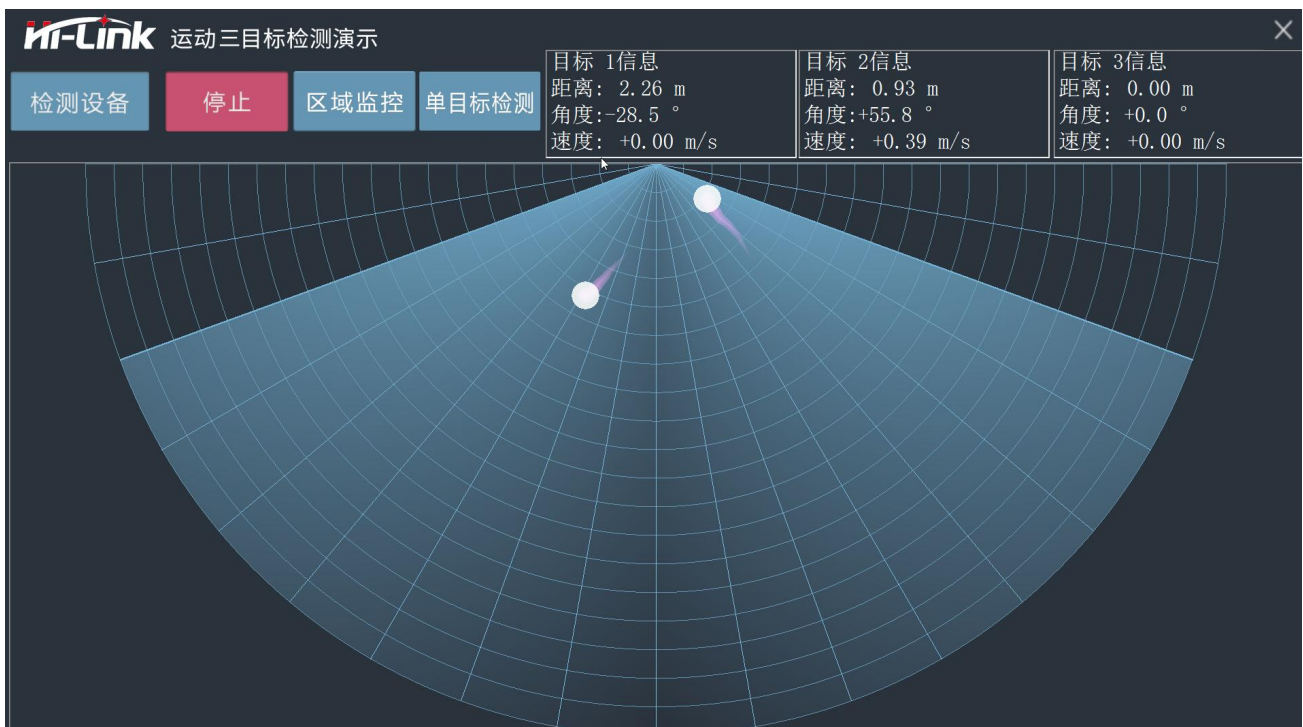 Hi-Link 运动三目标检测演示
检测设备
停止
区域监控
单目标检测
目标 1信息
距离: 2.26 m
角度:-28.5 °
速度: +0.00 m/s
目标 2信息
距离: 0.93 m
角度:+55.8 °
速度: +0.39 m/s
目标 3信息
距离: 0.00 m
角度: +0.0 °
速度: +0.00 m/s